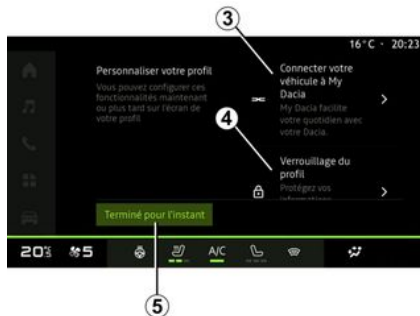 3
16°C · 20:23
Personnaliser votre profil
Vous pouvez configurer ces
fonctionnalités maintenant
ou plus tard sur l'écran de
votre profil
Connecter votre
véhicule à My
Dacia
My Dacia facilite
votre quotidien avec
votre Dacia.
4
Verrouillage du
profil
Protégez vos
informations
Terminé pour l'instant
5
A/C
5